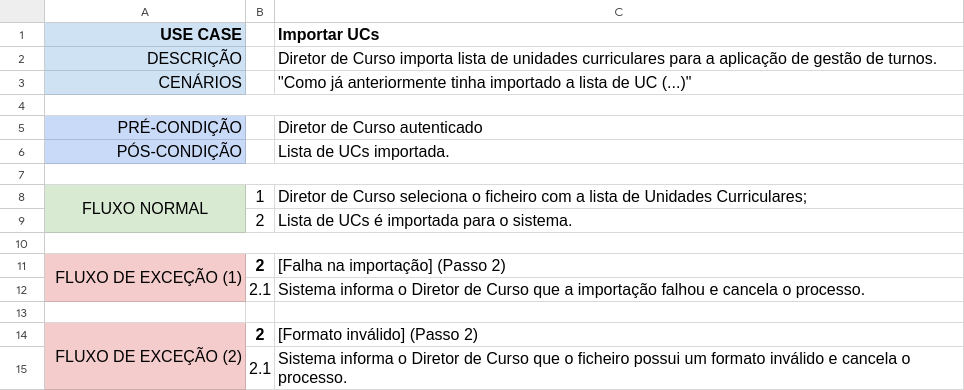 A B C
1 USE CASE Importar UCs
2 DESCRIÇÃO Diretor de Curso importa lista de unidades curriculares para a aplicação de gestão de turnos.
3 CENÁRIOS "Como já anteriormente tinha importado a lista de UC (...)"
4
5 PRÉ-CONDIÇÃO Diretor de Curso autenticado
6 PÓS-CONDIÇÃO Lista de UCs importada.
7
8 FLUXO NORMAL 1 Diretor de Curso seleciona o ficheiro com a lista de Unidades Curriculares;
9 2 Lista de UCs é importada para o sistema.
10
11 FLUXO DE EXCEÇÃO (1) 2 [Falha na importação] (Passo 2)
12 2.1 Sistema informa o Diretor de Curso que a importação falhou e cancela o processo.
13
14 FLUXO DE EXCEÇÃO (2) 2 [Formato inválido] (Passo 2)
15 2.1 Sistema informa o Diretor de Curso que o ficheiro possui um formato inválido e cancela o
processo.